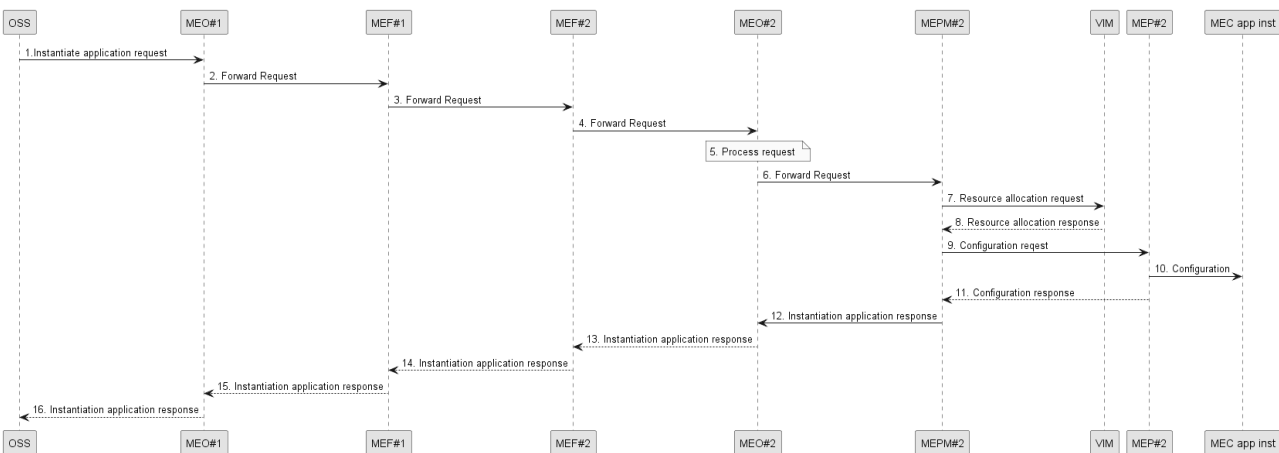 OSS MEO#1 MEF#1 MEF#2 MEO#2 MEPM#2 VIM MEP#2 MEC app inst
1.Instantiate application request
2. Forward Request
3. Forward Request
4. Forward Request
5. Process request
6. Forward Request
7. Resource allocation request
8. Resource allocation response
9. Configuration reqest
10. Configuration
11. Configuration response
12. Instantiation application response
13. Instantiation application response
14. Instantiation application response
15. Instantiation application response
16. Instantiation application response
OSS MEO#1 MEF#1 MEF#2 MEO#2 MEPM#2 VIM MEP#2 MEC app inst